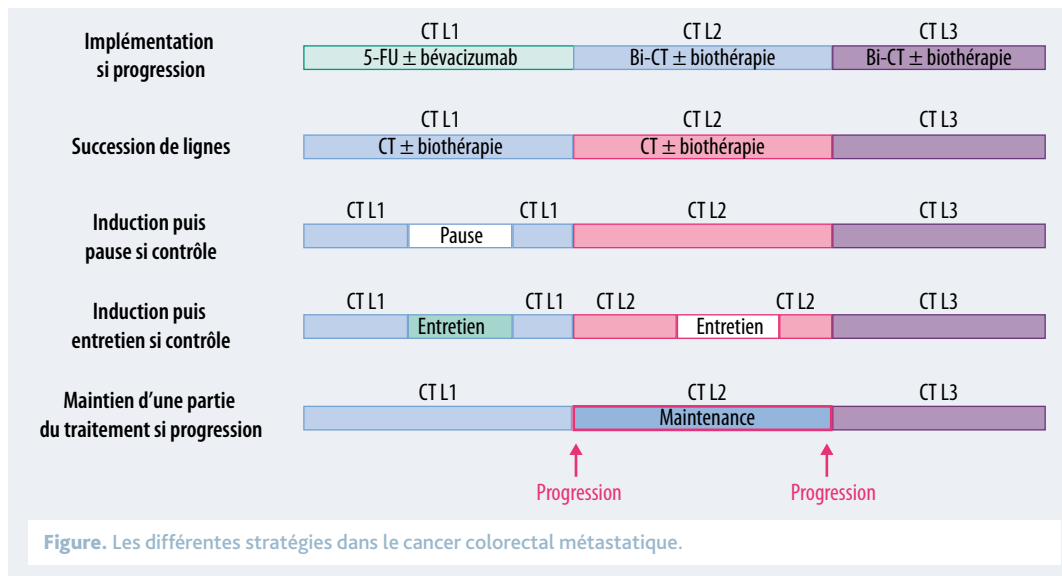 Implémentation
si progression
CT L1 CT L2 CT L3
5-FU ± bévacizumab Bi-CT ± biothérapie Bi-CT ± biothérapie
Succession de lignes
CT L1 CT L2 CT L3
CT ± biothérapie CT ± biothérapie
Induction puis
pause si contrôle
CT L1 CT L1 CT L2 CT L3
Pause
Induction puis
entretien si contrôle
CT L1 CT L1 CT L2 CT L2 CT L3
Entretien Entretien
Maintien d'une partie
du traitement si progression
CT L1 CT L2 CT L3
Maintenance
Progression Progression
Figure. Les différentes stratégies dans le cancer colorectal métastatique.